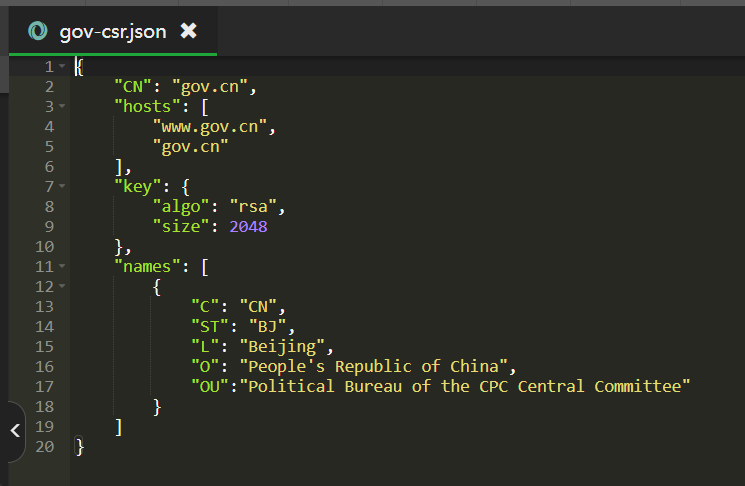 gov-csr.json ✖
1 {
2 "CN": "gov.cn",
3 "hosts": [
4 "www.gov.cn",
5 "gov.cn"
6 ],
7 "key": {
8 "algo": "rsa",
9 "size": 2048
10 },
11 "names": [
12 {
13 "C": "CN",
14 "ST": "BJ",
15 "L": "Beijing",
16 "O": "People's Republic of China",
17 "OU":"Political Bureau of the CPC Central Committee"
18 }
19 ]
20 }